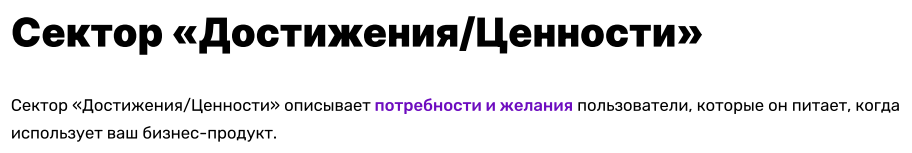 Сектор «Достижения/Ценности»
Сектор «Достижения/Ценности» описывает потребности и желания пользователи, которые он питает, когда
использует ваш бизнес-продукт.